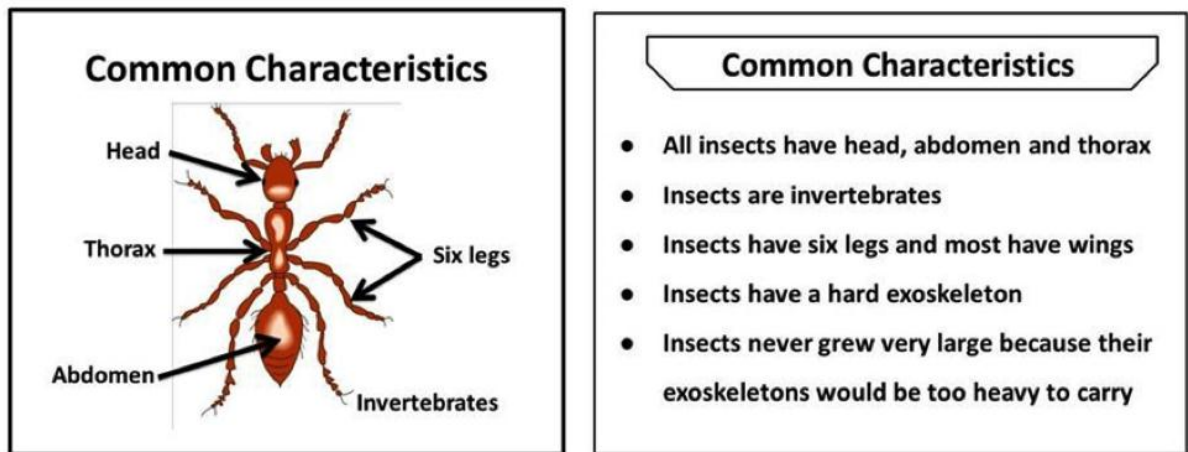 Common Characteristics
Head
Thorax
Six legs
Abdomen
Invertebrates
Common Characteristics
● All insects have head, abdomen and thorax
● Insects are invertebrates
● Insects have six legs and most have wings
● Insects have a hard exoskeleton
● Insects never grew very large because their
exoskeletons would be too heavy to carry